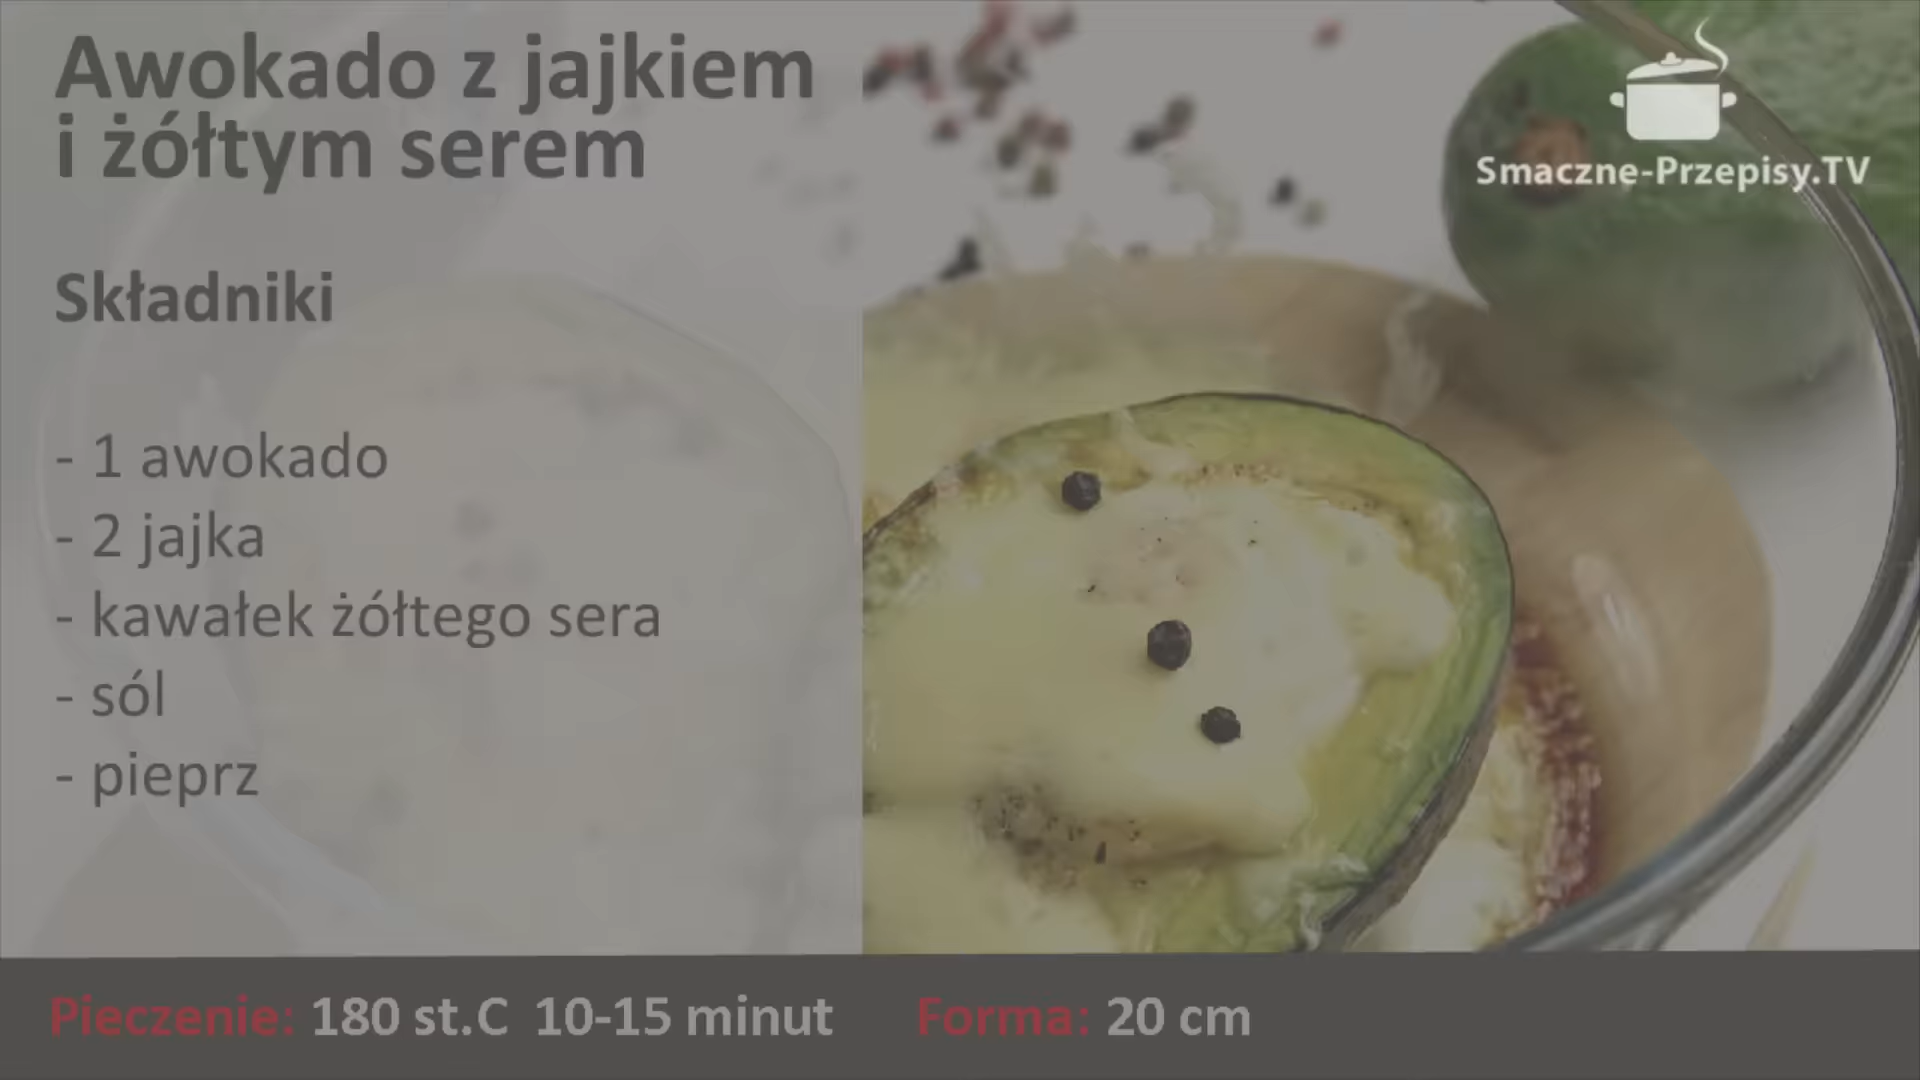 Awokado z jajkiem
i żółtym serem
Smaczne-Przepisy.TV
Składniki
- 1 awokado
- 2 jajka
- kawałek żółtego sera
- sól
- pieprz
Pieczenie: 180 st.C 10-15 minut Forma: 20 cm